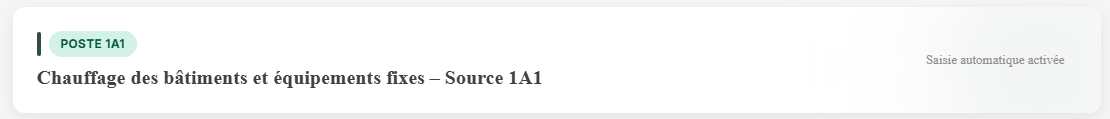 POSTE 1A1
Chauffage des bâtiments et équipements fixes – Source 1A1
Saisie automatique activée